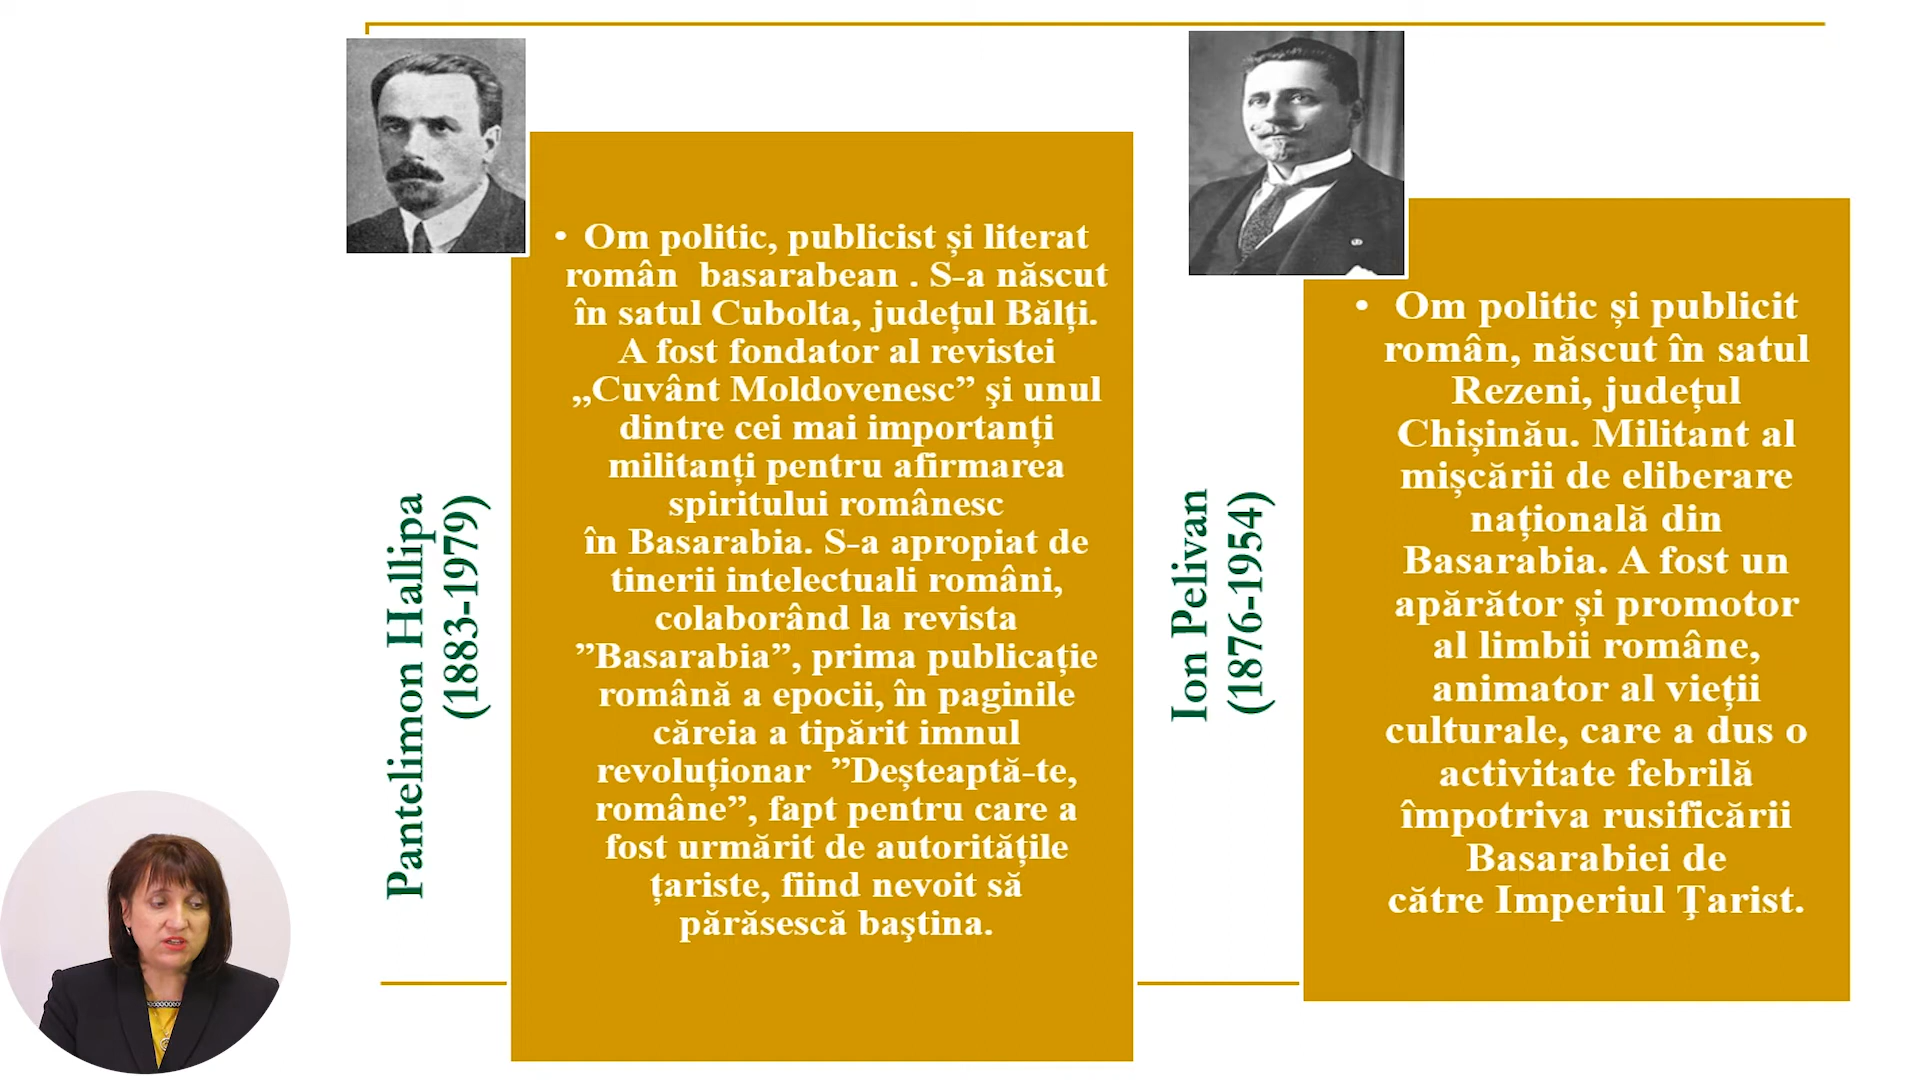 Pantelimon Hallipa
(1883-1979)
• Om politic, publicist și literat
român basarabean . S-a născut
în satul Cubolta, județul Bălți.
A fost fondator al revistei
„Cuvânt Moldovenesc” şi unul
dintre cei mai importanți
militanți pentru afirmarea
spiritului românesc
în Basarabia. S-a apropiat de
tinerii intelectuali români,
colaborând la revista
”Basarabia”, prima publicație
română a epocii, în paginile
căreia a tipărit imnul
revoluționar ”Deșteaptă-te,
române”, fapt pentru care a
fost urmărit de autoritățile
țariste, fiind nevoit să
părăsescă baştina.
Ion Pelivan
(1876-1954)
• Om politic și publicit
român, născut în satul
Rezeni, județul
Chișinău. Militant al
mișcării de eliberare
națională din
Basarabia. A fost un
apărător și promotor
al limbii române,
animator al vieții
culturale, care a dus o
activitate febrilă
împotriva rusificării
Basarabiei de
către Imperiul Ţarist.